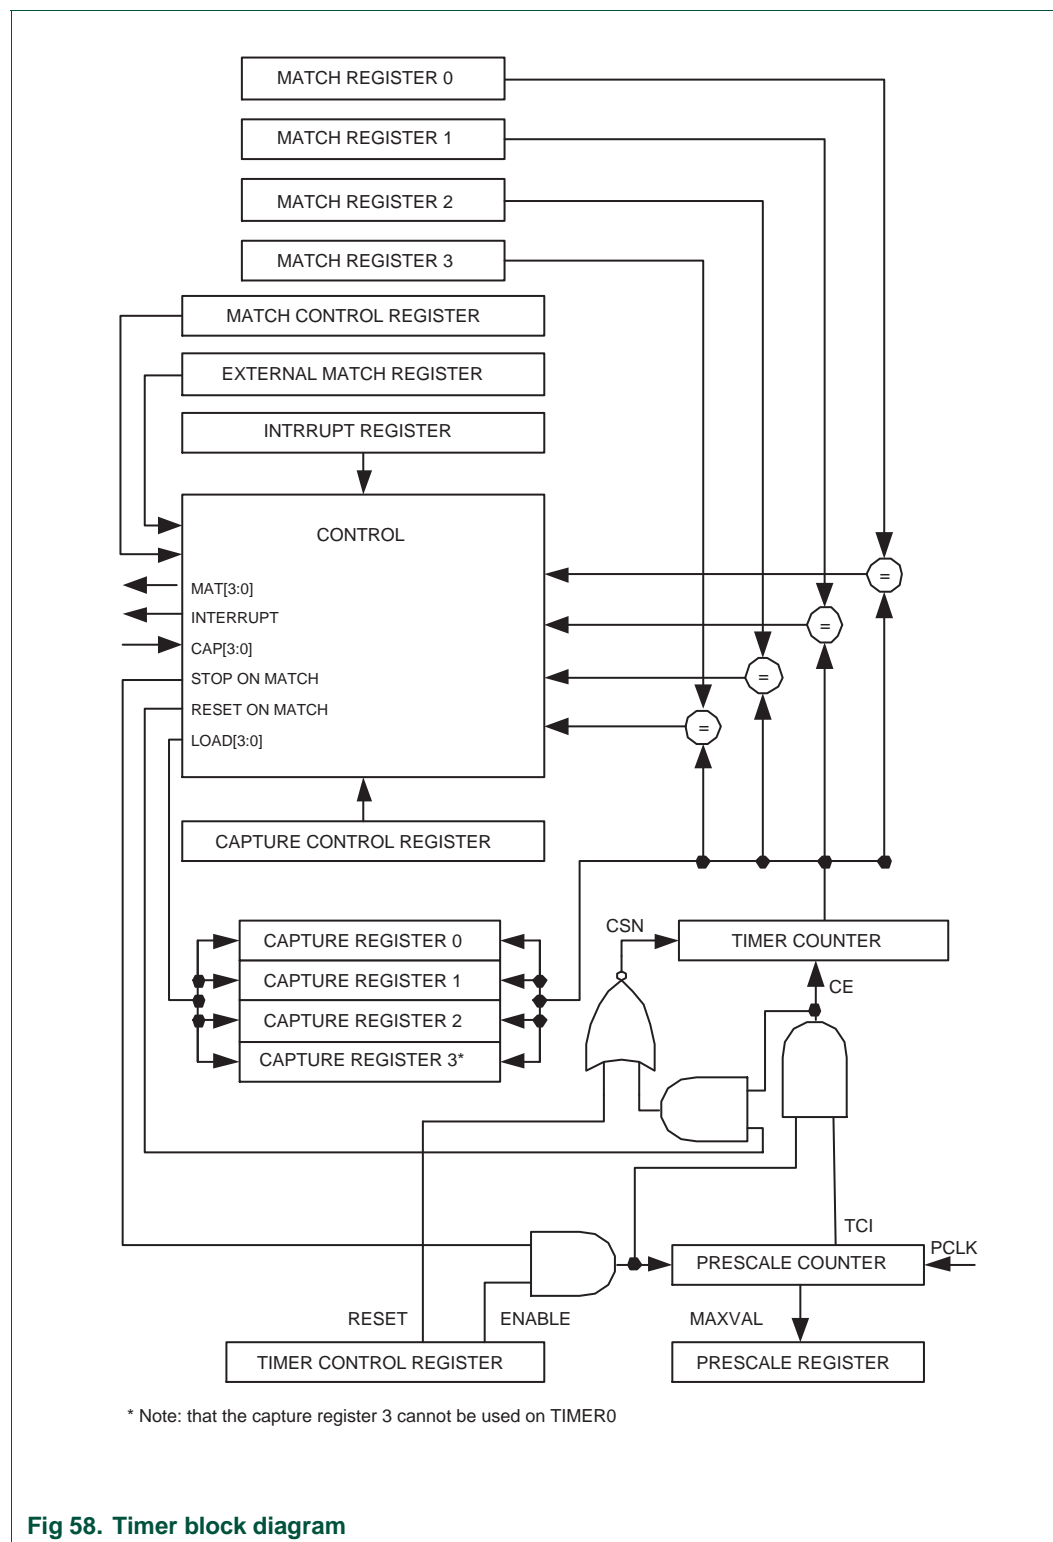 MATCH REGISTER 0
MATCH REGISTER 1
MATCH REGISTER 2
MATCH REGISTER 3
MATCH CONTROL REGISTER
EXTERNAL MATCH REGISTER
INTRRUPT REGISTER
CONTROL
=
MAT[3:0]
INTERRUPT
=
CAP[3:0]
STOP ON MATCH
=
RESET ON MATCH
=
LOAD[3:0]
CAPTURE CONTROL REGISTER
CSN
CAPTURE REGISTER 0
TIMER COUNTER
CAPTURE REGISTER 1
CE
CAPTURE REGISTER 2
CAPTURE REGISTER 3*
TCI
PCLK
PRESCALE COUNTER
RESET
ENABLE
MAXVAL
TIMER CONTROL REGISTER
PRESCALE REGISTER
* Note: that the capture register 3 cannot be used on TIMER0
Fig 58. Timer block diagram